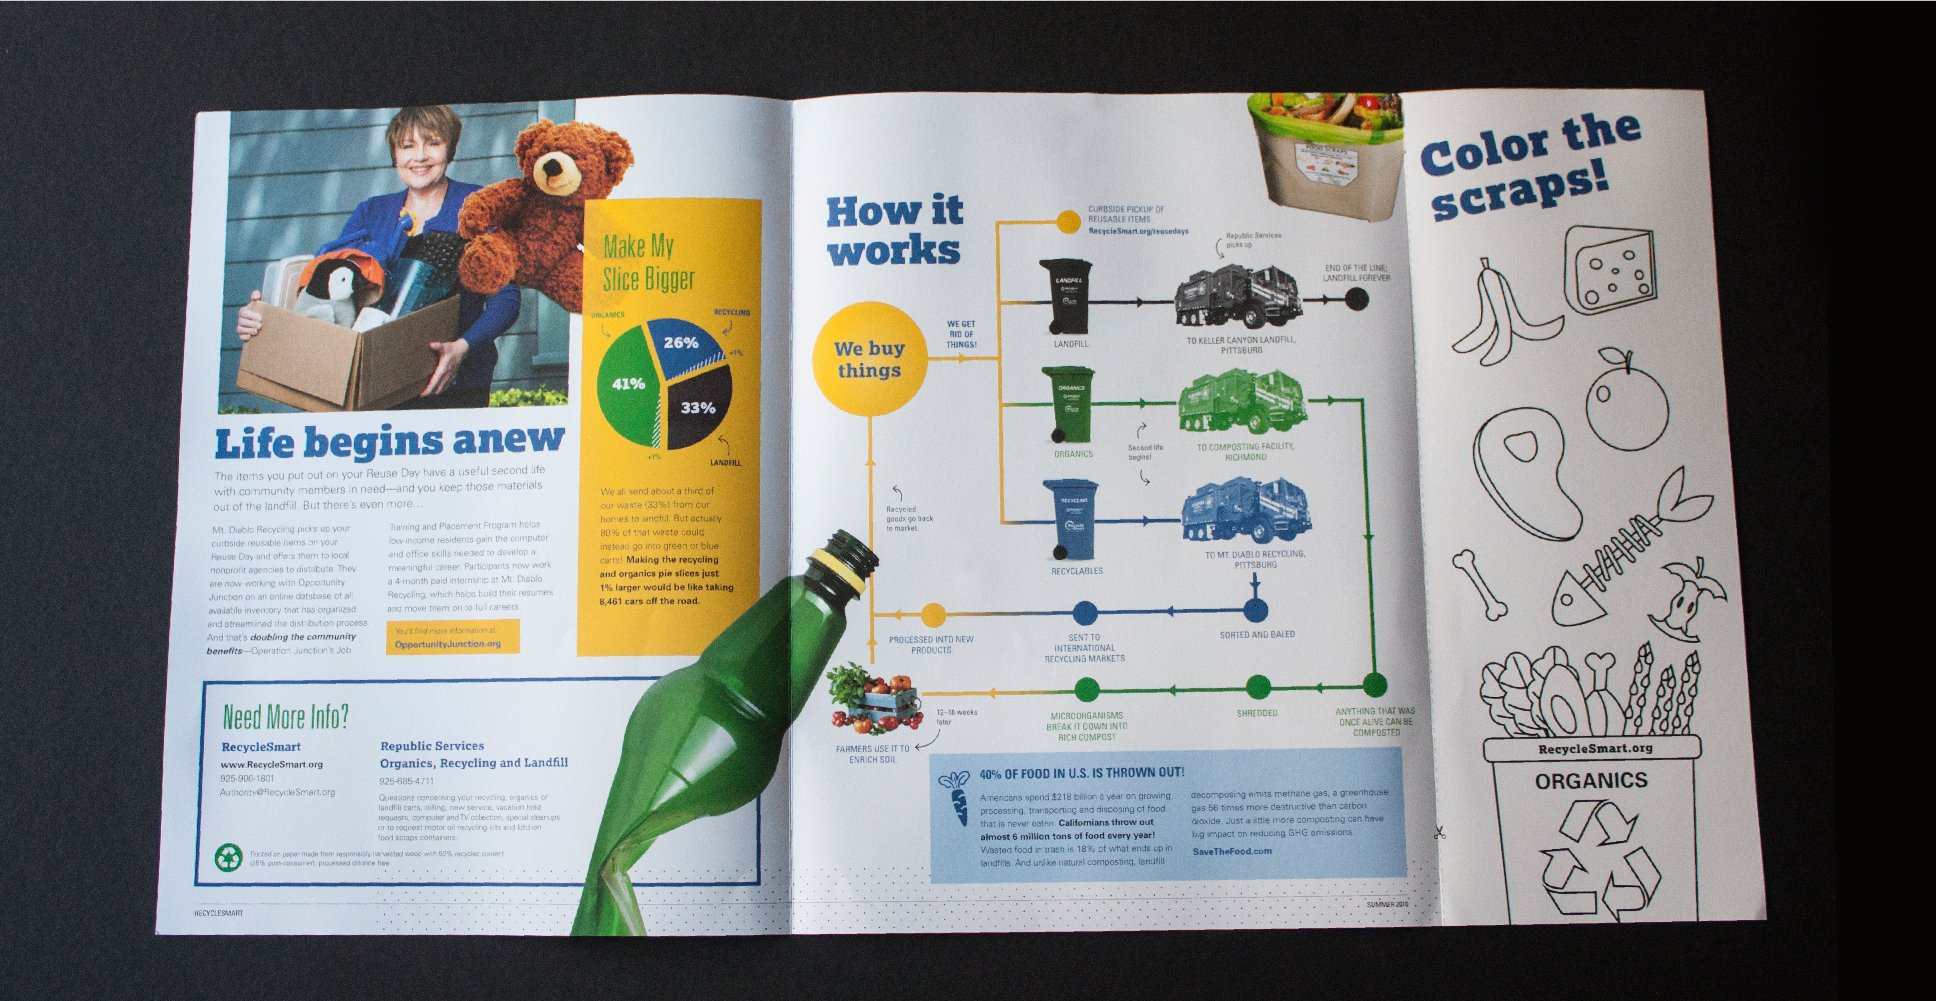 Life begins anew
The items you put out on your Reuse Day have a useful second life
with community members in need—and you keep those materials
out of the landfill. But there's even more...
Mt. Diablo Recycling picks up your
curbside reusable items on your
Reuse Day and offers them to local
nonprofit agencies to distribute. They
are now working with Opportunity
Junction on an online database of all
available inventory that has organized
and streamlined the distribution process.
And that's doubling the community
benefits—Operation Junction's Job
Training and Placement Program helps
low-income residents gain the computer
and office skills needed to develop a
meaningful career. Participants now work
a 4-month paid internship at Mt. Diablo
Recycling, which helps build their resumes
and move them on to full careers.
You'll find more information at
OpportunityJunction.org
Make My
Slice Bigger
ORGANICS
RECYCLING
26%
+1%
41%
33%
+1%
LANDFILL
We all send about a third of
our waste (33%) from our
homes to landfill. But actually
80% of that waste could
instead go into green or blue
carts! Making the recycling
and organics pie slices just
1% larger would be like taking
8,461 cars off the road.
Need More Info?
RecycleSmart
www.RecycleSmart.org
925-906-1801
Authority@RecycleSmart.org
Republic Services
Organics, Recycling and Landfill
925-685-4711
Questions concerning your recycling, organics or
landfill carts, billing, new service, vacation hold
requests, computer and TV collection, special cleanups
or to request motor oil recycling kits and kitchen
food scraps containers.
Printed on paper made from responsibly harvested wood with 50% recycled content
(25% post-consumer), processed chlorine free.
RECYCLESMART
How it
works
We buy
things
WE GET
RID OF
THINGS!
CURBSIDE PICKUP OF
REUSABLE ITEMS
RecycleSmart.org/reusedays
Republic Services
picks up
LANDFILL
LANDFILL
TO KELLER CANYON LANDFILL,
PITTSBURG
END OF THE LINE;
LANDFILL FOREVER
ORGANICS
ORGANICS
Second life
begins!
TO COMPOSTING FACILITY,
RICHMOND
RECYCLING
RECYCLABLES
TO MT. DIABLO RECYCLING,
PITTSBURG
Recycled
goods go back
to market.
PROCESSED INTO NEW
PRODUCTS
SENT TO
INTERNATIONAL
RECYCLING MARKETS
SORTED AND BALED
12–18 weeks
later
FARMERS USE IT TO
ENRICH SOIL
MICROORGANISMS
BREAK IT DOWN INTO
RICH COMPOST
SHREDDED
ANYTHING THAT WAS
ONCE ALIVE CAN BE
COMPOSTED
FOOD SCRAPS
40% OF FOOD IN U.S. IS THROWN OUT!
Americans spend $218 billion a year on growing,
processing, transporting and disposing of food
that is never eaten. Californians throw out
almost 6 million tons of food every year!
Wasted food in trash is 18% of what ends up in
landfills. And unlike natural composting, landfill
decomposing emits methane gas, a greenhouse
gas 56 times more destructive than carbon
dioxide. Just a little more composting can have
big impact on reducing GHG emissions.
SaveTheFood.com
SUMMER 2016
Color the
scraps!
RecycleSmart.org
ORGANICS